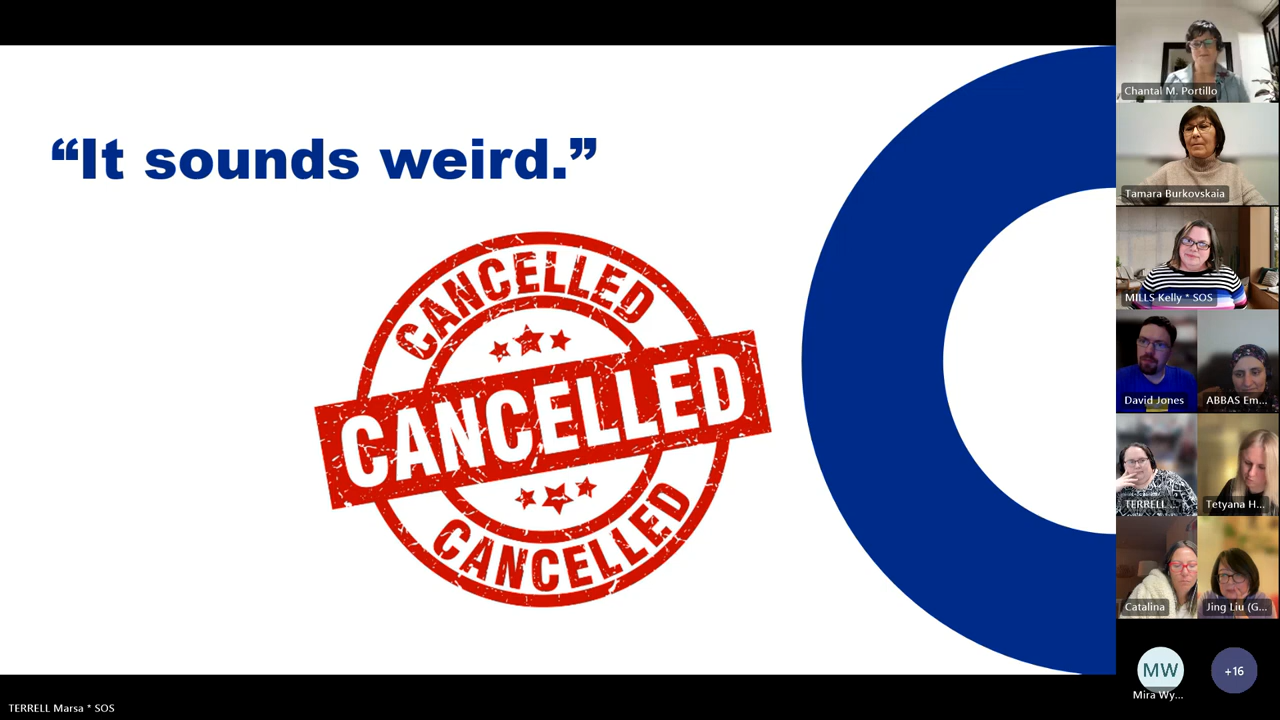 “It sounds weird.”
CANCELLED
CANCELLED
CANCELLED
Chantal M. Portillo
Tamara Burkovskaia
MILLS Kelly * SOS
David Jones
ABBAS Em...
TERRELL ...
Tetyana H...
Catalina
Jing Liu (G...
MW
Mira Wy...
+16
TERRELL Marsa * SOS